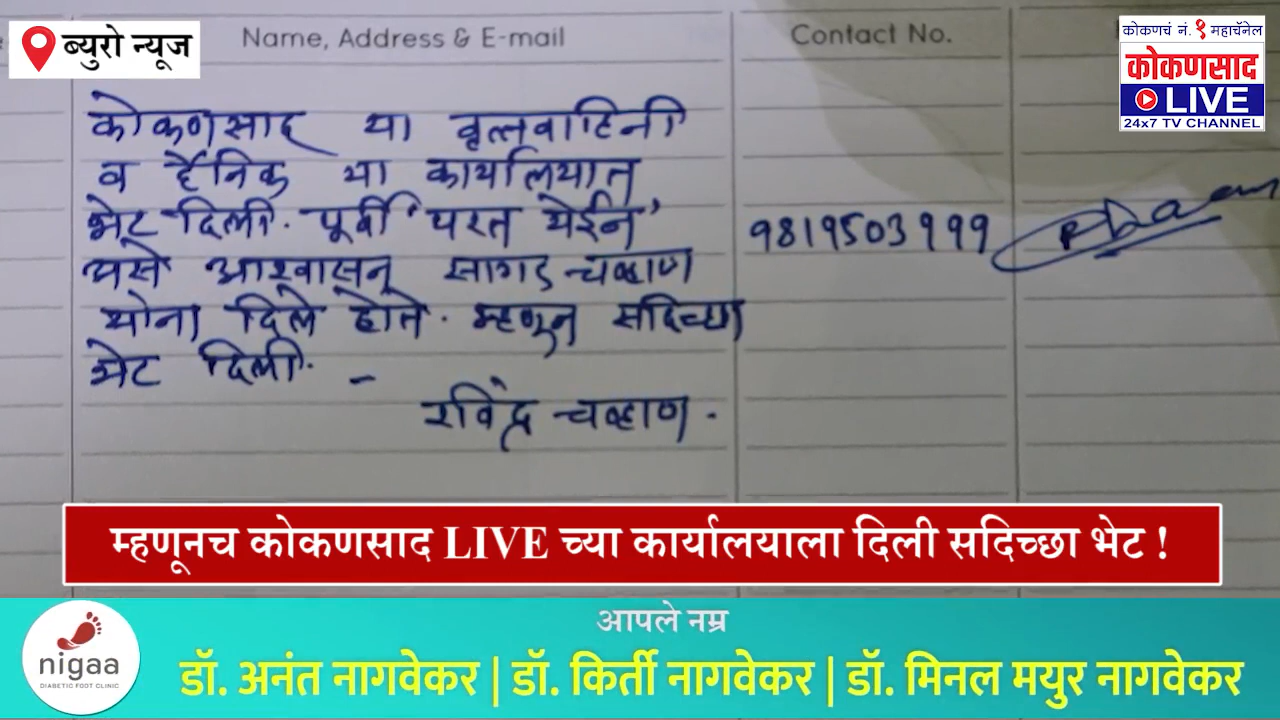 ब्युरो न्यूज
Name, Address & E-mail
Contact No.
कोकणचं नं. १ महाचॅनेल
कोकणसाद
LIVE
24x7 TV CHANNEL
कोकणसाद या वृत्तवाहिनी
व दैनिक या कार्यालयात
भेट दिली. पूर्वी 'परत येईन'
असे आश्वासन सागर चव्हाण
यांना दिले होते. म्हणून सदिच्छा
भेट दिली. -
रविंद्र चव्हाण.
9819503999
म्हणूनच कोकणसाद LIVE च्या कार्यालयाला दिली सदिच्छा भेट !
nigaa
DIABETIC FOOT CLINIC
आपले नम्र
डॉ. अनंत नागवेकर | डॉ. किर्ती नागवेकर | डॉ. मिनल मयुर नागवेकर